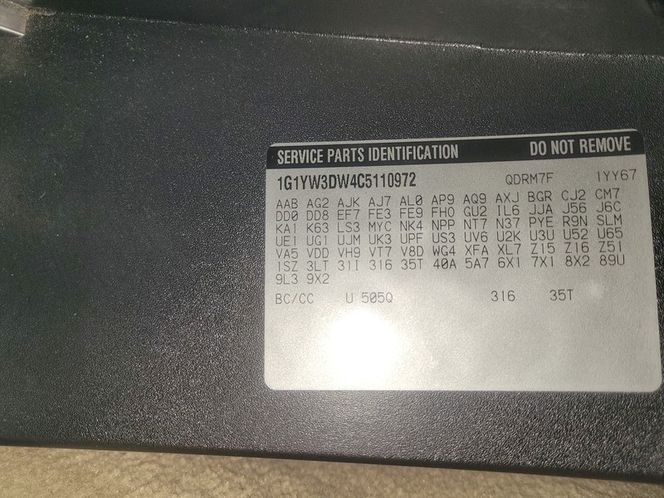 SERVICE PARTS IDENTIFICATION DO NOT REMOVE
1G1YW3DW4C5110972 QDRM7F 1YY67
AAB AG2 AJK AJ7 AL0 AP9 AQ9 AXJ BGR CJ2 CM7
DD0 DD8 EF7 FE3 FE9 FHO GU2 IL6 JJA J56 J6C
KA1 K63 LS3 MYC NK4 NPP NT7 N37 PYE R9N SLM
UE1 UG1 UJM UK3 UPF US3 UV6 U2K U3U U52 U65
VA5 VDD VH9 VT7 V8D WG4 XFA XL7 Z15 Z16 Z51
1SZ 3LT 31I 316 35T 40A 5A7 6X1 7X1 8X2 89U
9L3 9X2
BC/CC U 505Q 316 35T